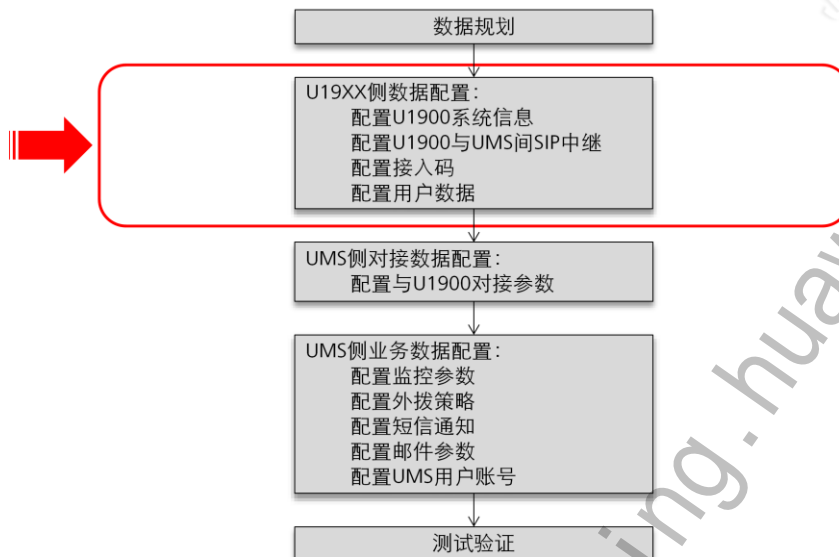 数据规划
U19XX侧数据配置：
配置U1900系统信息
配置U1900与UMS间SIP中继
配置接入码
配置用户数据
UMS侧对接数据配置：
配置与U1900对接参数
UMS侧业务数据配置：
配置监控参数
配置外拨策略
配置短信通知
配置邮件参数
配置UMS用户账号
测试验证
ing.hua